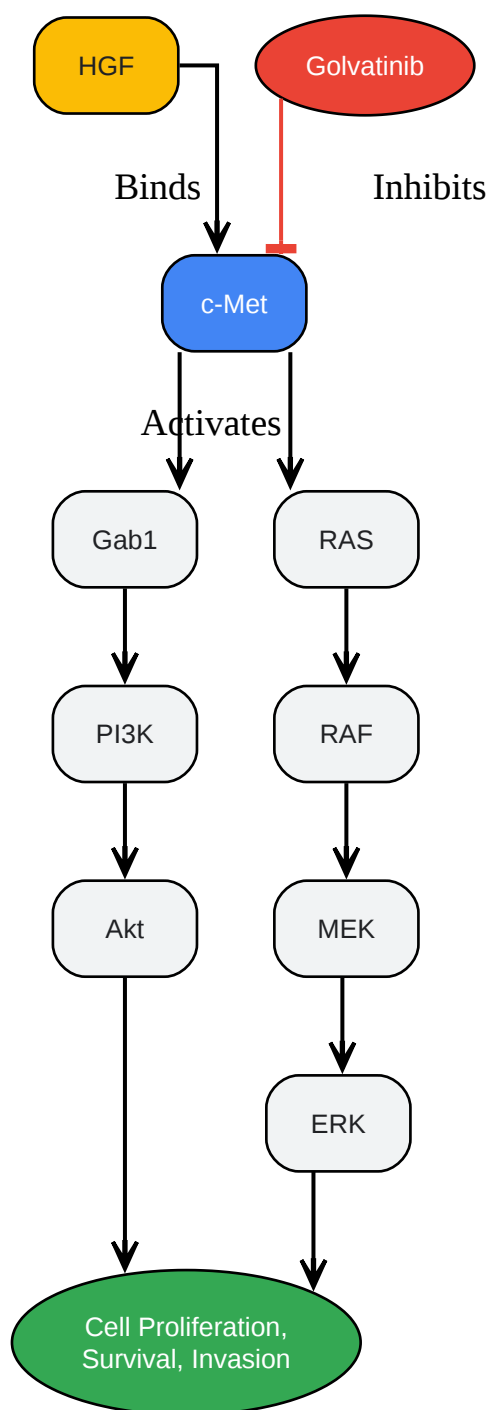 HGF
Golvatinib
Binds
Inhibits
c-Met
Activates
Gab1
RAS
PI3K
RAF
Akt
MEK
ERK
Cell Proliferation,
Survival, Invasion